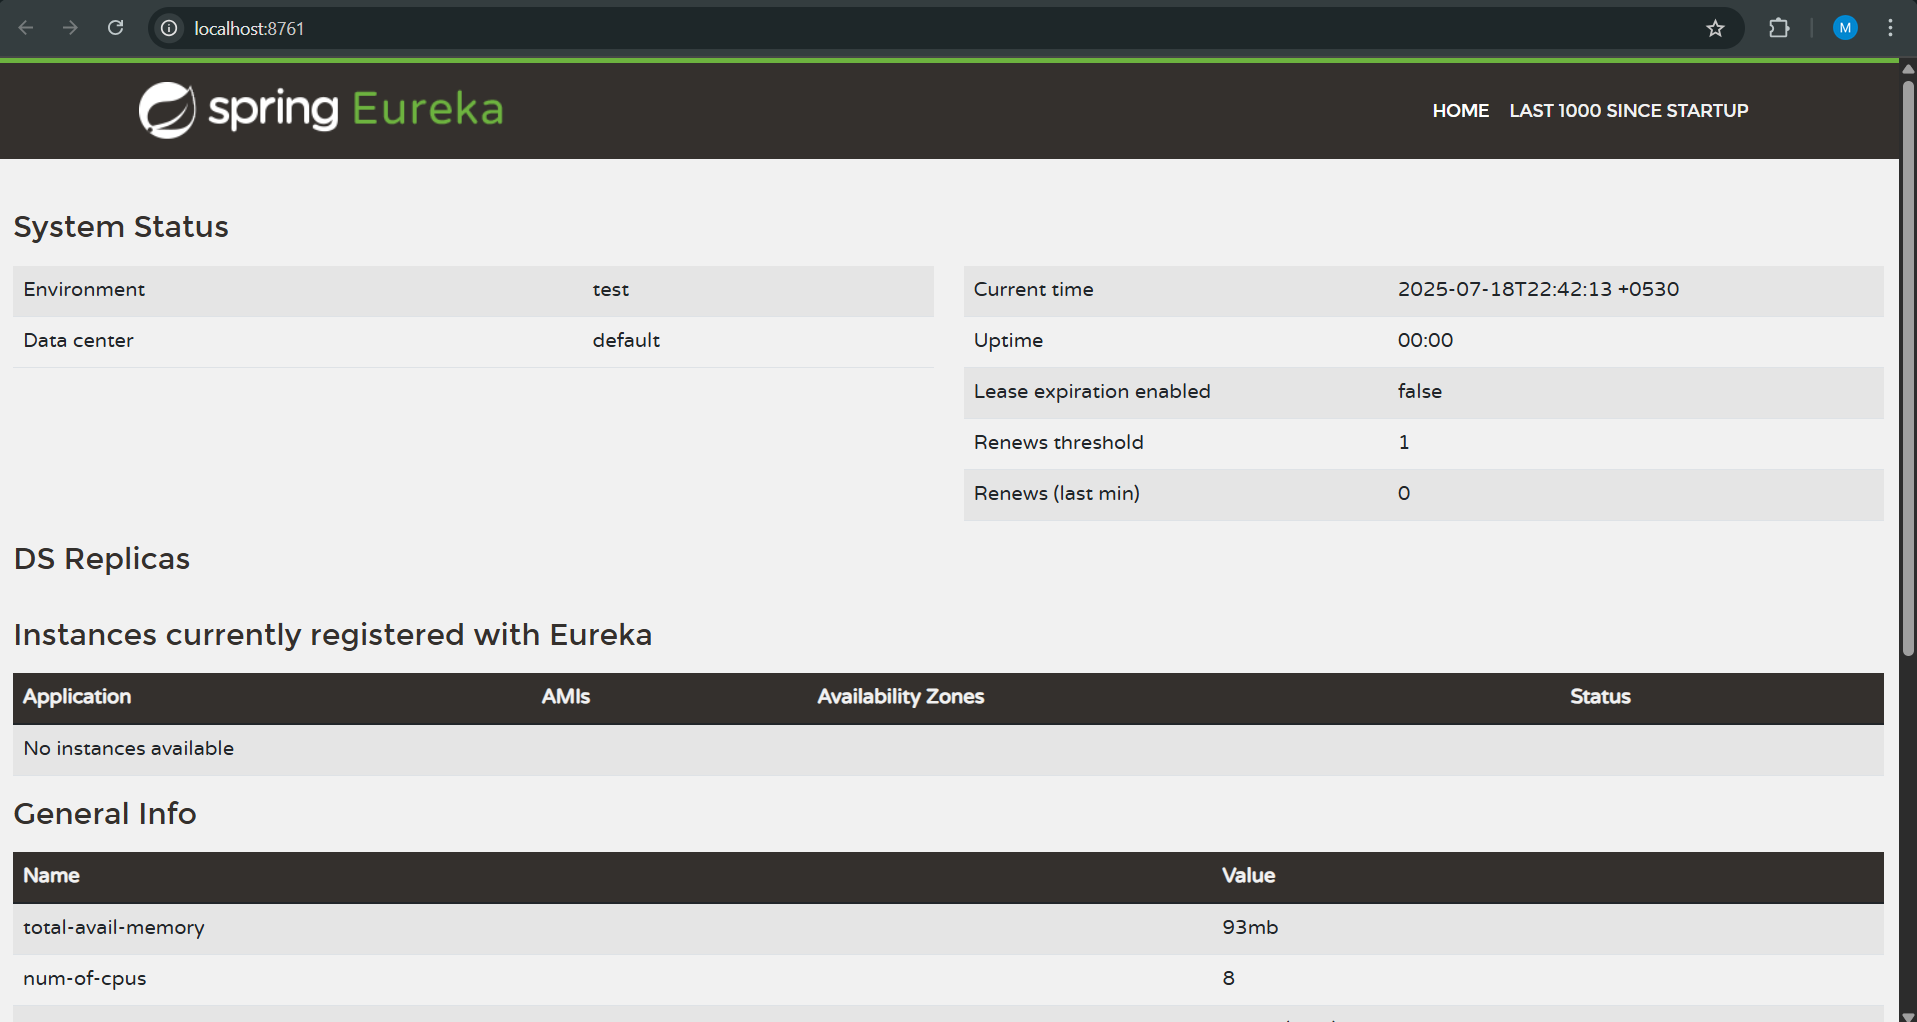 localhost:8761
M
spring Eureka
HOME LAST 1000 SINCE STARTUP
System Status
Environment test
Data center default
Current time 2025-07-18T22:42:13 +0530
Uptime 00:00
Lease expiration enabled false
Renews threshold 1
Renews (last min) 0
DS Replicas
Instances currently registered with Eureka
Application AMIs Availability Zones Status
No instances available
General Info
Name Value
total-avail-memory 93mb
num-of-cpus 8